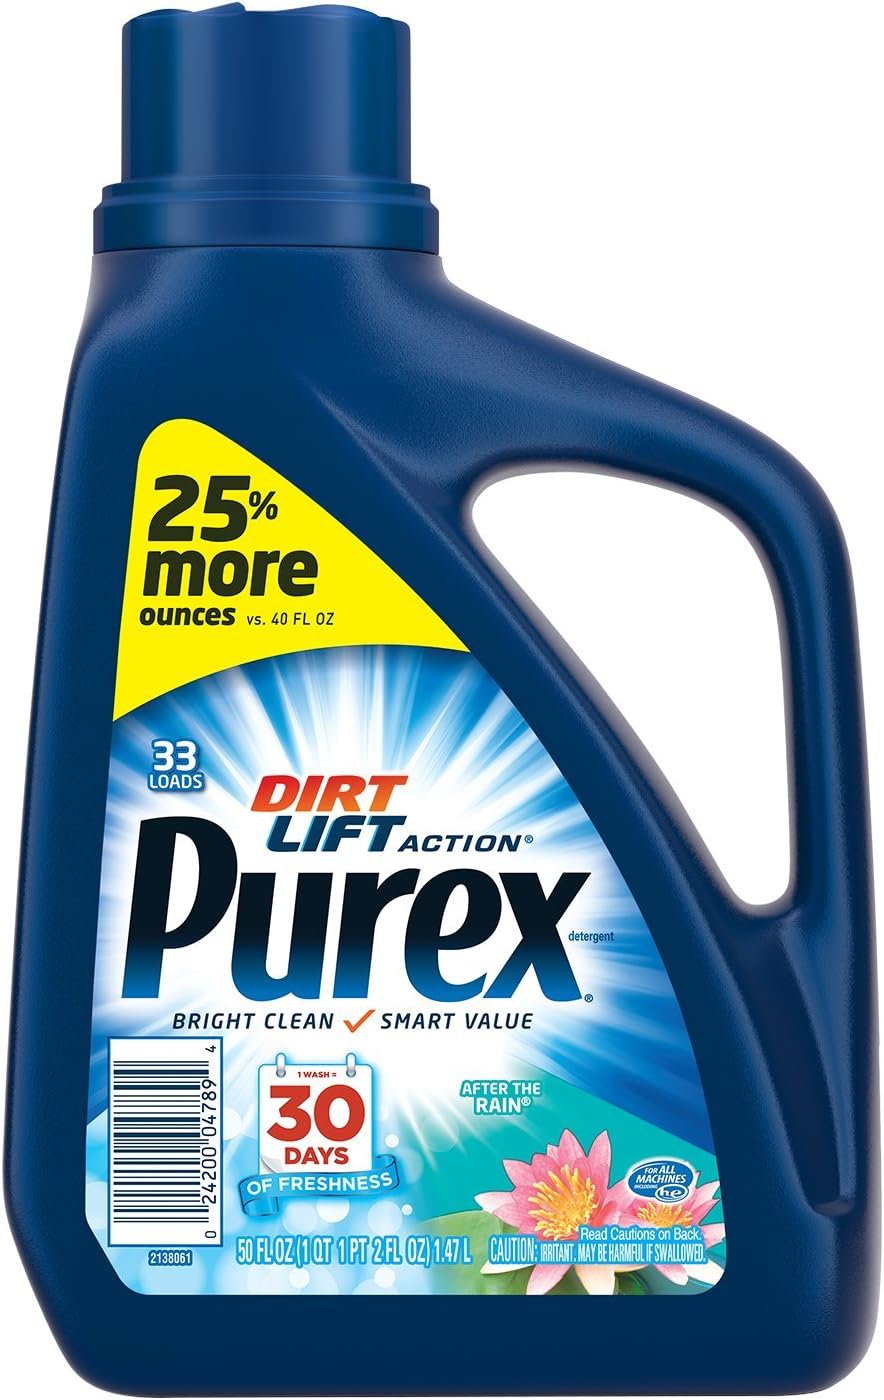 25%
more
ounces vs. 40 FL OZ
33
LOADS
DIRT
LIFT ACTION®
Purex®
detergent
BRIGHT CLEAN ✓ SMART VALUE
1 WASH =
30
DAYS
OF FRESHNESS
AFTER THE
RAIN®
FOR ALL
MACHINES
INCLUDING
he
0 24200 04789 4
2138061
50 FL OZ (1 QT 1 PT 2 FL OZ) 1.47 L
Read Cautions on Back.
CAUTION: IRRITANT. MAY BE HARMFUL IF SWALLOWED.